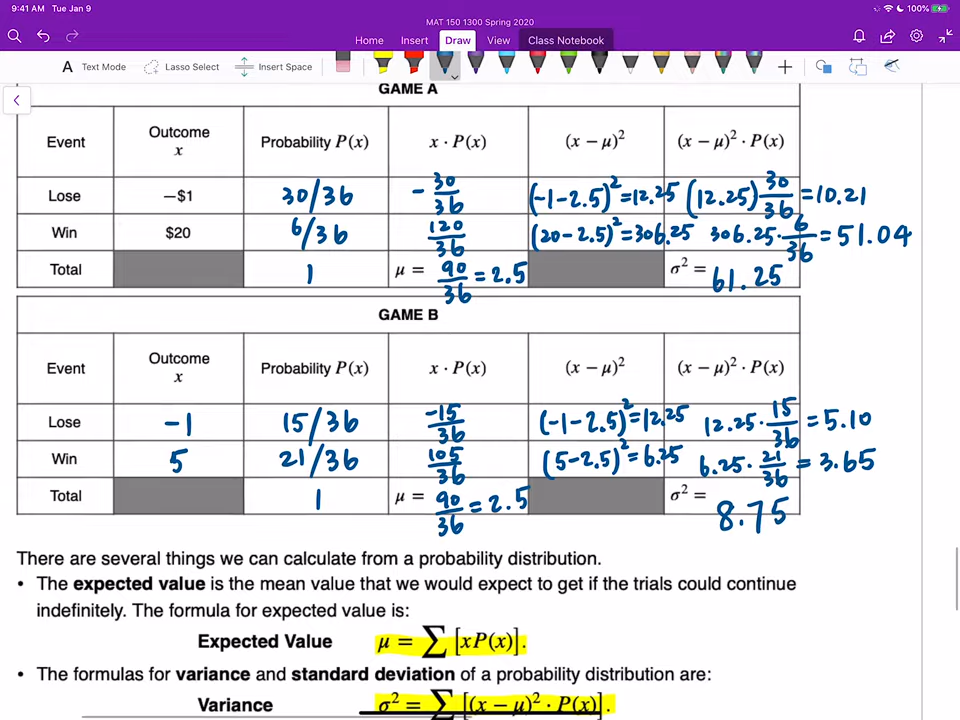 9:41 AM Tue Jan 9
100%
MAT 150 1300 Spring 2020
Home Insert Draw View Class Notebook
A Text Mode Lasso Select Insert Space
GAME A
Event Outcome x Probability P(x) x · P(x) (x − μ)² (x − μ)² · P(x)
Lose −$1 30/36 −30/36 (−1−2.5)²=12.25 (12.25)30/36=10.21
Win $20 6/36 120/36 (20−2.5)²=306.25 306.25·6/36=51.04
Total 1 μ = 90/36=2.5 σ² = 61.25
GAME B
Event Outcome x Probability P(x) x · P(x) (x − μ)² (x − μ)² · P(x)
Lose −1 15/36 −15/36 (−1−2.5)²=12.25 12.25·15/36=5.10
Win 5 21/36 105/36 (5−2.5)²=6.25 6.25·21/36=3.65
Total 1 μ = 90/36=2.5 σ² = 8.75
There are several things we can calculate from a probability distribution.
• The expected value is the mean value that we would expect to get if the trials could continue
indefinitely. The formula for expected value is:
Expected Value μ = ∑ [xP(x)].
• The formulas for variance and standard deviation of a probability distribution are:
Variance σ² = ∑ [(x − μ)² · P(x)].